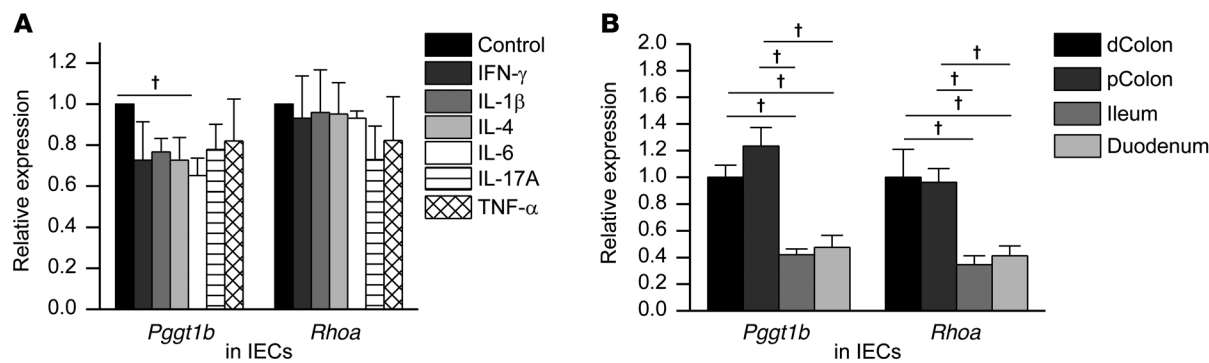 A
Relative expression
1.2
1.0
0.8
0.6
0.4
0.2
0.0
†
Pggt1b
Rhoa
in IECs
Control
IFN-γ
IL-1β
IL-4
IL-6
IL-17A
TNF-α
B
Relative expression
2.0
1.8
1.6
1.4
1.2
1.0
0.8
0.6
0.4
0.2
0.0
†
†
†
†
†
†
†
†
Pggt1b
Rhoa
in IECs
dColon
pColon
Ileum
Duodenum